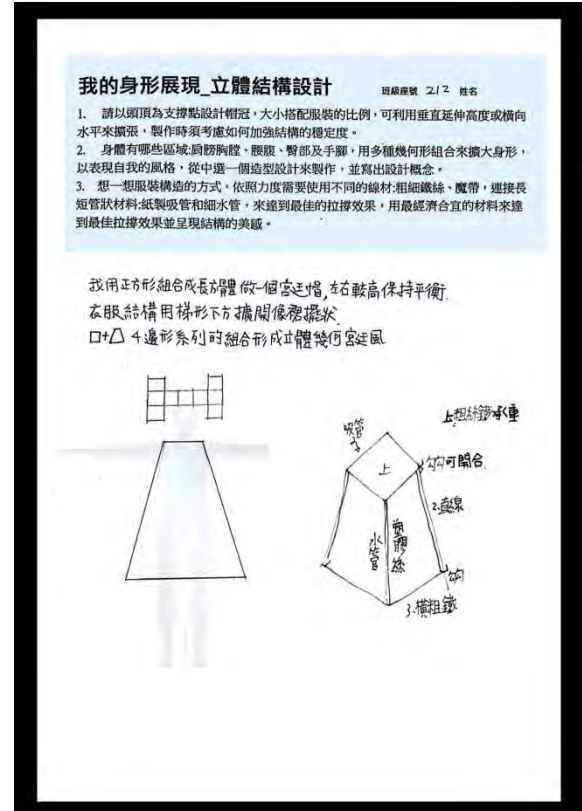 我的身形展現_立體結構設計 班級座號 212 姓名
1. 請以頭頂為支撐點設計帽冠，大小搭配服裝的比例，可利用垂直延伸高度或橫向
水平來擴張，製作時須考慮如何加強結構的穩定度。
2. 身體有哪些區域:肩膀胸膛、腰腹、臀部及手腳，用多種幾何形組合來擴大身形，
以表現自我的風格，從中選一個造型設計來製作，並寫出設計概念。
3. 想一想服裝構造的方式，依照力度需要使用不同的線材:粗細鐵絲、魔帶，連接長
短管狀材料:紙製吸管和細水管，來達到最佳的拉撐效果，用最經濟合宜的材料來達
到最佳拉撐效果並呈現結構的美感。
我用正方形組合成長方體做一個宮廷帽,左右較高保持平衡.
在服結構用梯形下方擴開像裙擺狀.
口+△ 4邊形系列的組合形成立體幾何宮廷風
上粗鐵承重
吸管
上
勾勾可開合.
2.直線
水管
塑膠絲
勾
3.橫粗鐵